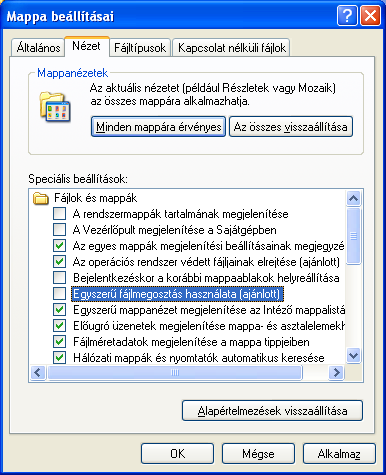 Mappa beállításai
Általános
Nézet
Fájltípusok
Kapcsolat nélküli fájlok
Mappanézetek
Az aktuális nézetet (például Részletek vagy Mozaik)
az összes mappára alkalmazhatja.
Minden mappára érvényes
Az összes visszaállítása
Speciális beállítások:
Fájlok és mappák
A rendszermappák tartalmának megjelenítése
A Vezérlőpult megjelenítése a Sajátgépben
Az egyes mappák megjelenítési beállításainak megjegyzé
Az operációs rendszer védett fájljainak elrejtése (ajánlott)
Bejelentkezéskor a korábbi mappaablakok helyreállítása
Egyszerű fájlmegosztás használata (ajánlott)
Egyszerű mappanézet megjelenítése az Intéző mappalistá
Előugró üzenetek megjelenítése mappa- és asztalelemekh
Fájlméretadatok megjelenítése a mappa tippjeiben
Hálózati mappák és nyomtatók automatikus keresése
Alapértelmezések visszaállítása
OK
Mégse
Alkalmaz